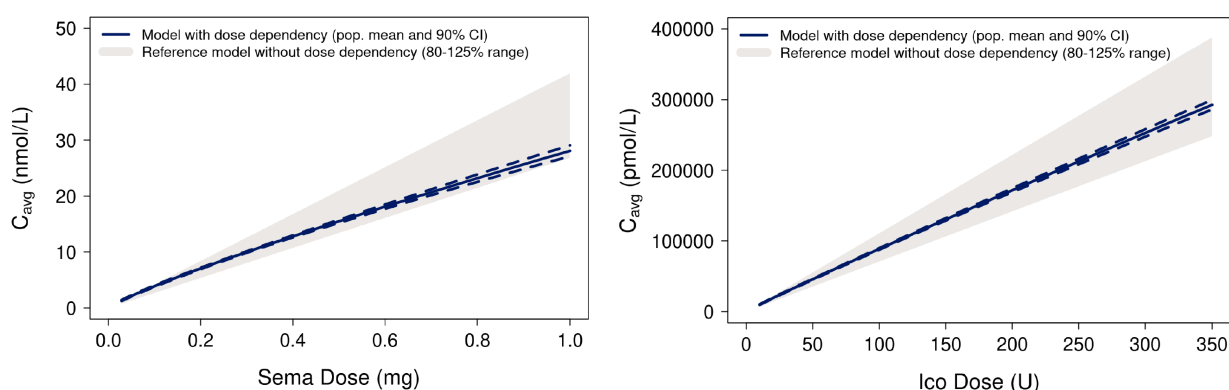 50
40
30
20
10
0
C_avg (nmol/L)
Model with dose dependency (pop. mean and 90% CI)
Reference model without dose dependency (80-125% range)
0.0 0.2 0.4 0.6 0.8 1.0
Sema Dose (mg)
400000
300000
200000
100000
0
C_avg (pmol/L)
Model with dose dependency (pop. mean and 90% CI)
Reference model without dose dependency (80-125% range)
0 50 100 150 200 250 300 350
Ico Dose (U)